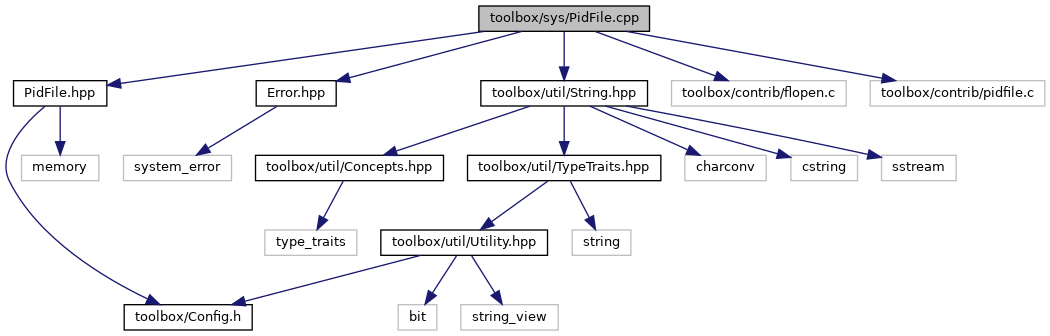 toolbox/sys/PidFile.cpp
PidFile.hpp
Error.hpp
toolbox/util/String.hpp
toolbox/contrib/flopen.c
toolbox/contrib/pidfile.c
memory
system_error
toolbox/util/Concepts.hpp
toolbox/util/TypeTraits.hpp
charconv
cstring
sstream
type_traits
toolbox/util/Utility.hpp
string
toolbox/Config.h
bit
string_view